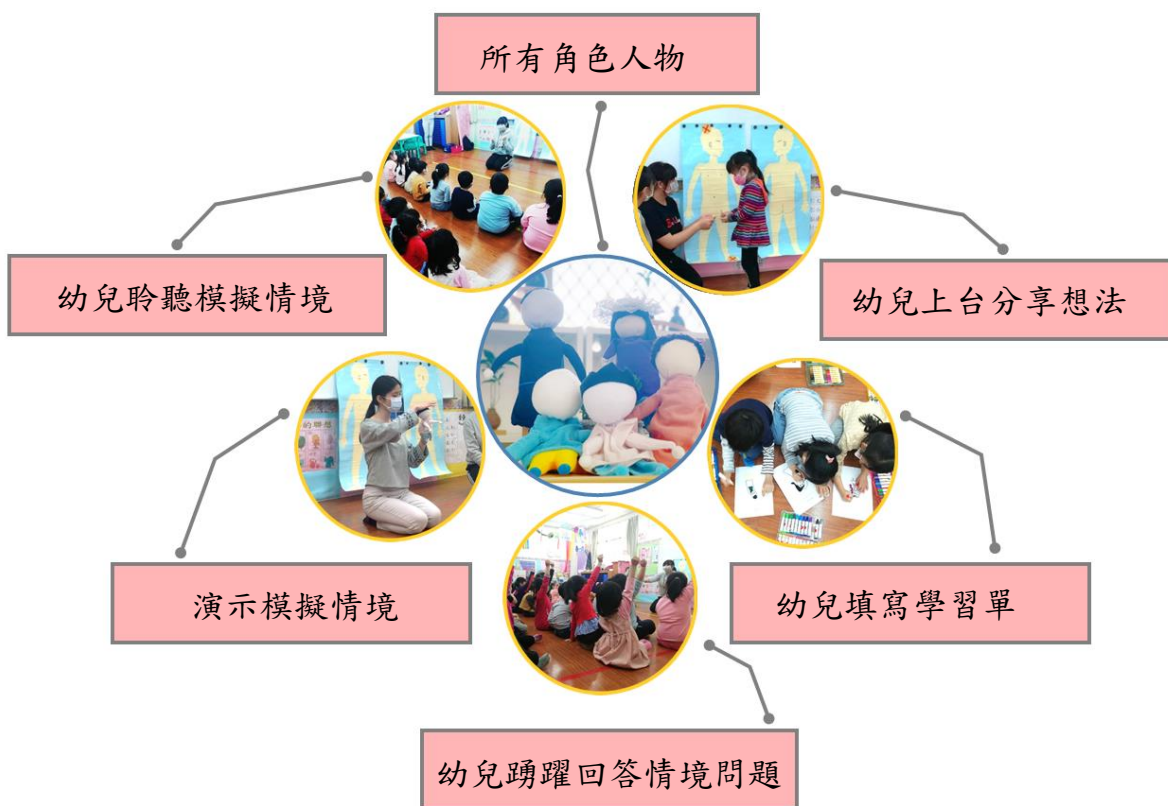 所有角色人物
幼兒聆聽模擬情境
幼兒上台分享想法
演示模擬情境
幼兒填寫學習單
幼兒踴躍回答情境問題